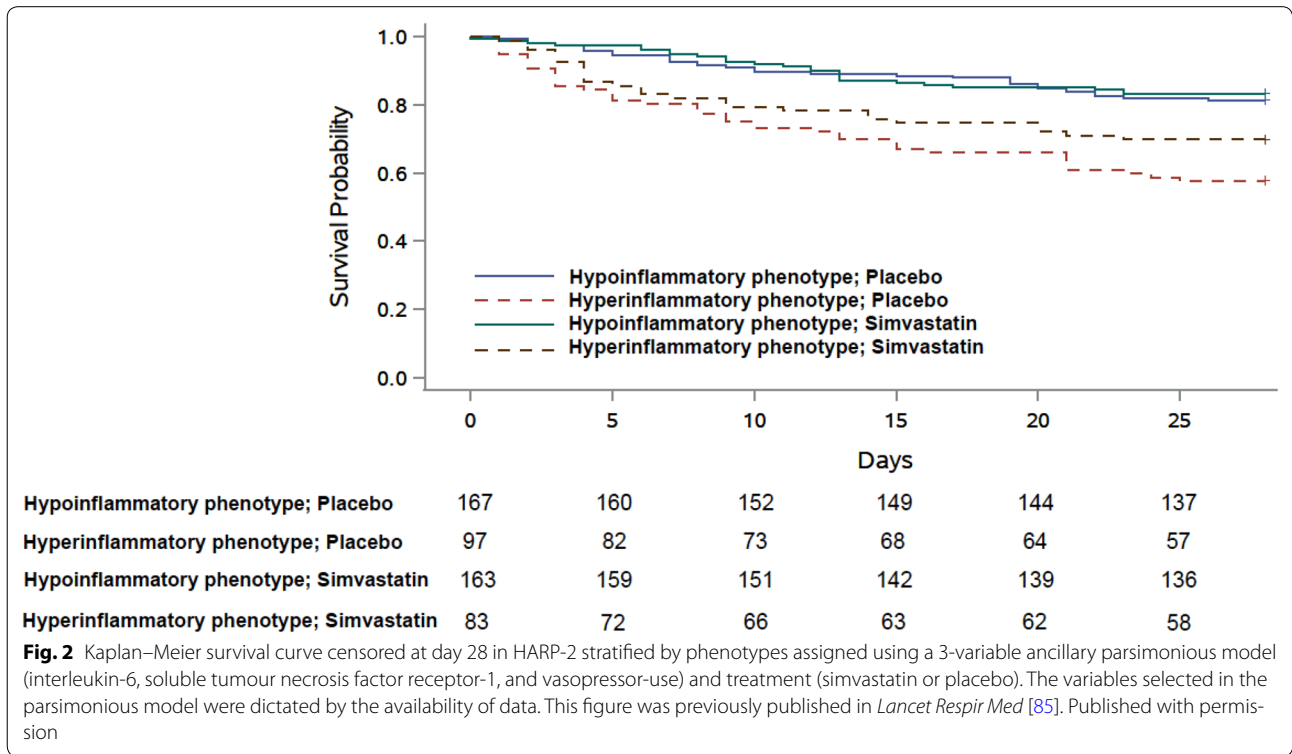 1.0
0.8
0.6
0.4
0.2
0.0
Survival Probability
Hypoinflammatory phenotype; Placebo
Hyperinflammatory phenotype; Placebo
Hypoinflammatory phenotype; Simvastatin
Hyperinflammatory phenotype; Simvastatin
0 5 10 15 20 25
Days
Hypoinflammatory phenotype; Placebo 167 160 152 149 144 137
Hyperinflammatory phenotype; Placebo 97 82 73 68 64 57
Hypoinflammatory phenotype; Simvastatin 163 159 151 142 139 136
Hyperinflammatory phenotype; Simvastatin 83 72 66 63 62 58
Fig. 2 Kaplan–Meier survival curve censored at day 28 in HARP-2 stratified by phenotypes assigned using a 3-variable ancillary parsimonious model
(interleukin-6, soluble tumour necrosis factor receptor-1, and vasopressor-use) and treatment (simvastatin or placebo). The variables selected in the
parsimonious model were dictated by the availability of data. This figure was previously published in Lancet Respir Med [85]. Published with permis-
sion